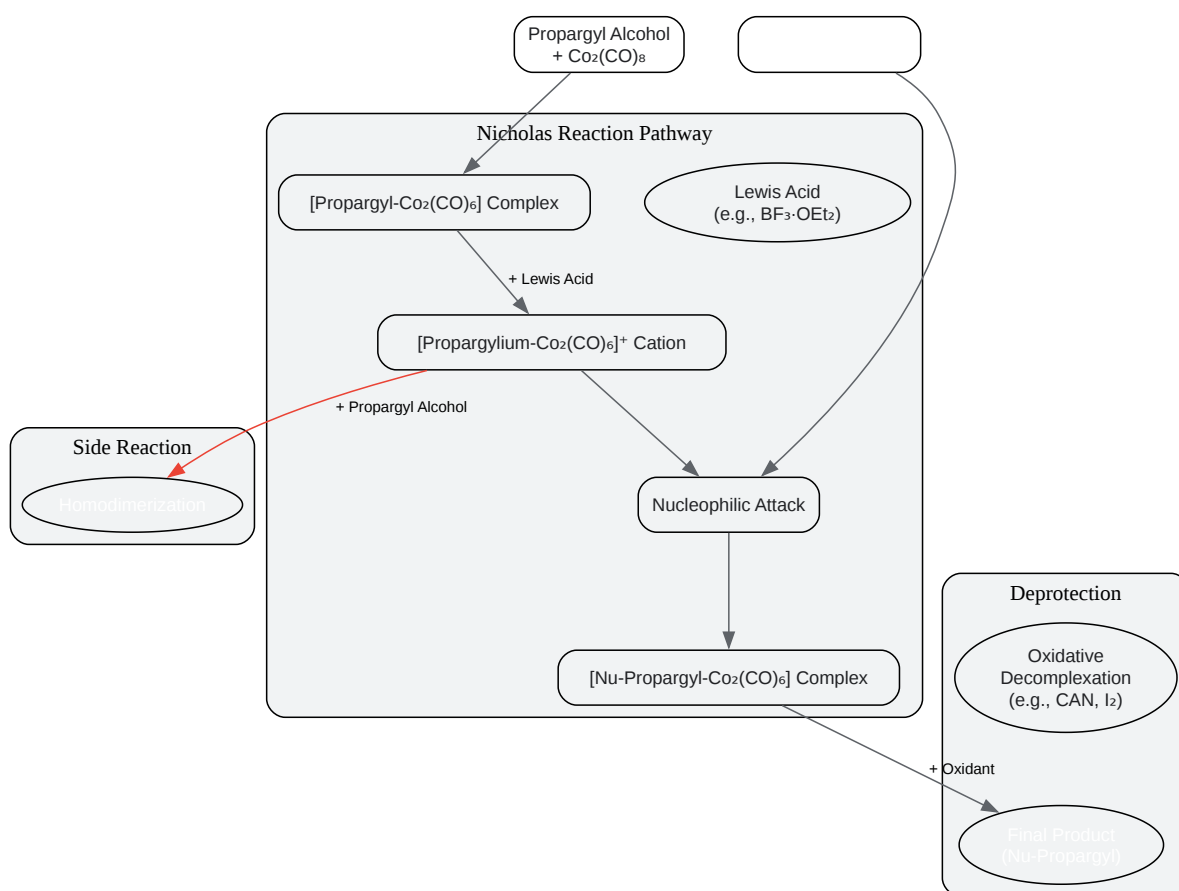 Propargyl Alcohol
+ Co₂(CO)₈
Nicholas Reaction Pathway
[Propargyl-Co₂(CO)₆] Complex
Lewis Acid
(e.g., BF₃·OEt₂)
+ Lewis Acid
[Propargylium-Co₂(CO)₆]⁺ Cation
+ Propargyl Alcohol
Side Reaction
Homodimerization
Nucleophilic Attack
[Nu-Propargyl-Co₂(CO)₆] Complex
Deprotection
Oxidative
Decomplexation
(e.g., CAN, I₂)
+ Oxidant
Final Product
(Nu-Propargyl)